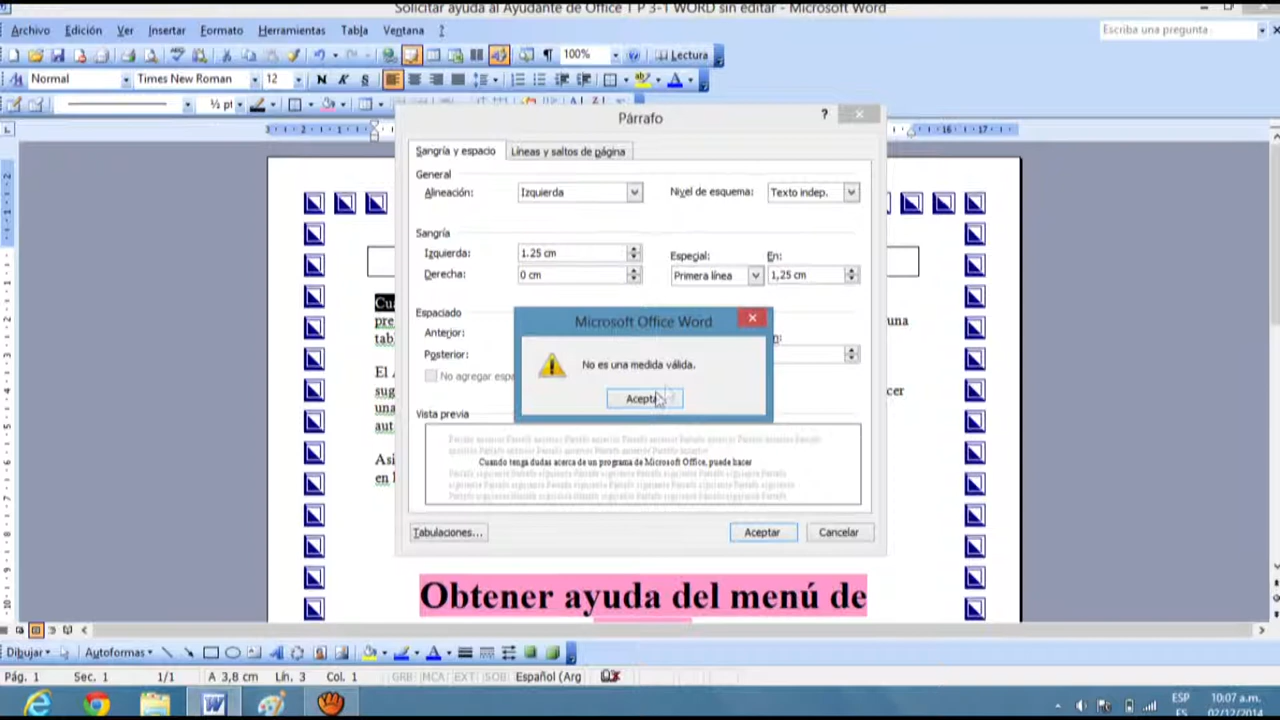 Solicitar ayuda al Ayudante de Office T P 3-1 WORD sin editar - Microsoft Word
Archivo Edición Ver Insertar Formato Herramientas Tabla Ventana ?
Escriba una pregunta
100% Lectura
Normal Times New Roman 12 N K S
½ pt
Párrafo
Sangría y espacio Líneas y saltos de página
General
Alineación: Izquierda Nivel de esquema: Texto indep.
Sangría
Izquierda: 1.25 cm Especial: En:
Derecha: 0 cm Primera línea 1,25 cm
Espaciado
Anterior:
Posterior:
No agregar espa
Microsoft Office Word
No es una medida válida.
Acepta
Vista previa
Cuando tenga dudas acerca de un programa de Microsoft Office, puede hacer
Tabulaciones... Aceptar Cancelar
Cu
pre
una
tabl
El
sug
cer
una
aut
Asi
en
Obtener ayuda del menú de
Dibujar Autoformas
Pág. 1 Sec. 1 1/1 A 3,8 cm Lín. 3 Col. 1 GRB MCA EXT SOB Español (Arg
ESP 10:07 a.m.
ES 02/12/2014